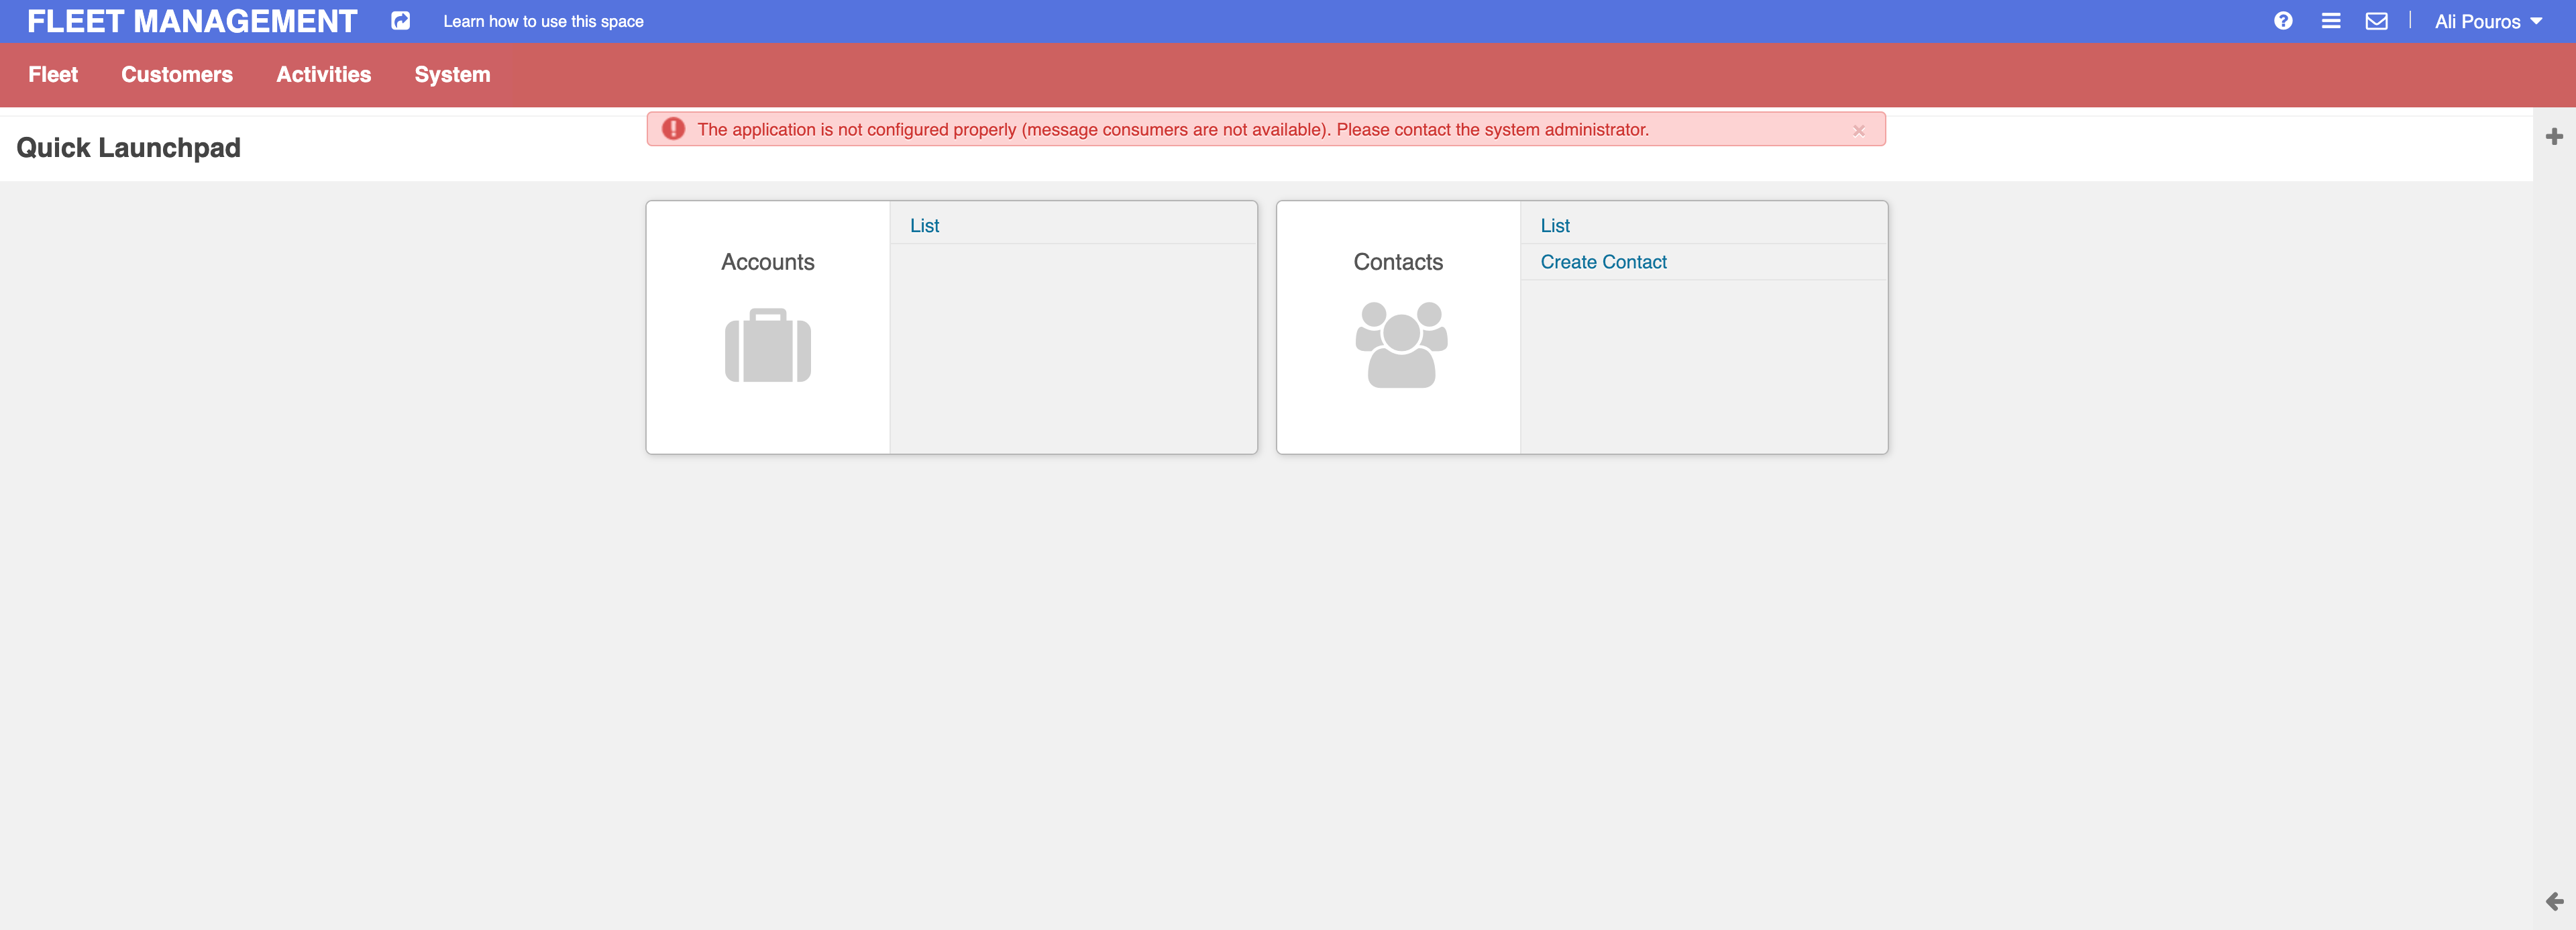 FLEET MANAGEMENT
Learn how to use this space
Ali Pouros
Fleet Customers Activities System
The application is not configured properly (message consumers are not available). Please contact the system administrator.
Quick Launchpad
Accounts
List
Contacts
List
Create Contact